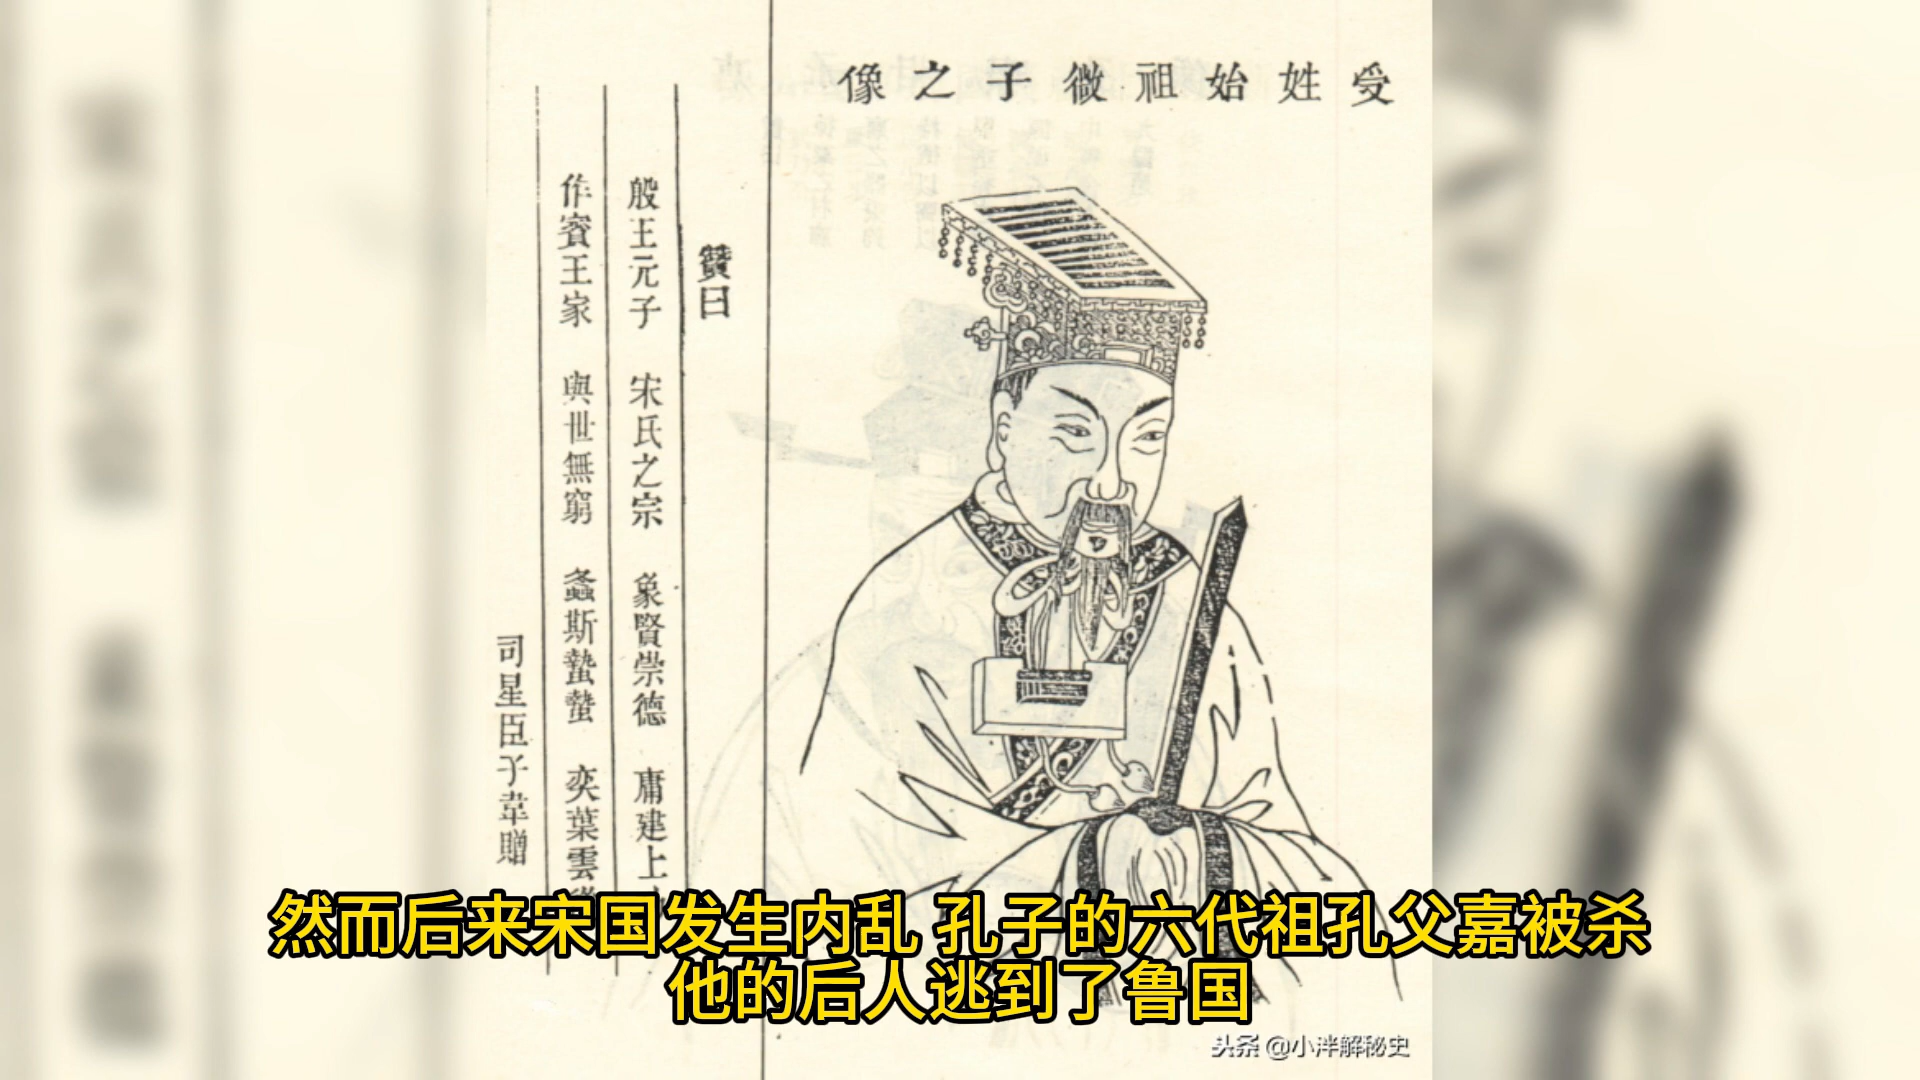 受姓始祖微子之像
贊曰
殷王元子 宋氏之宗 象賢崇德 庸建上
作賓王家 與世無窮 螽斯蟄蟄 奕葉雲
司星臣子韋贈
然而后来宋国发生内乱 孔子的六代祖孔父嘉被杀
他的后人逃到了鲁国
头条 @小泮解秘史